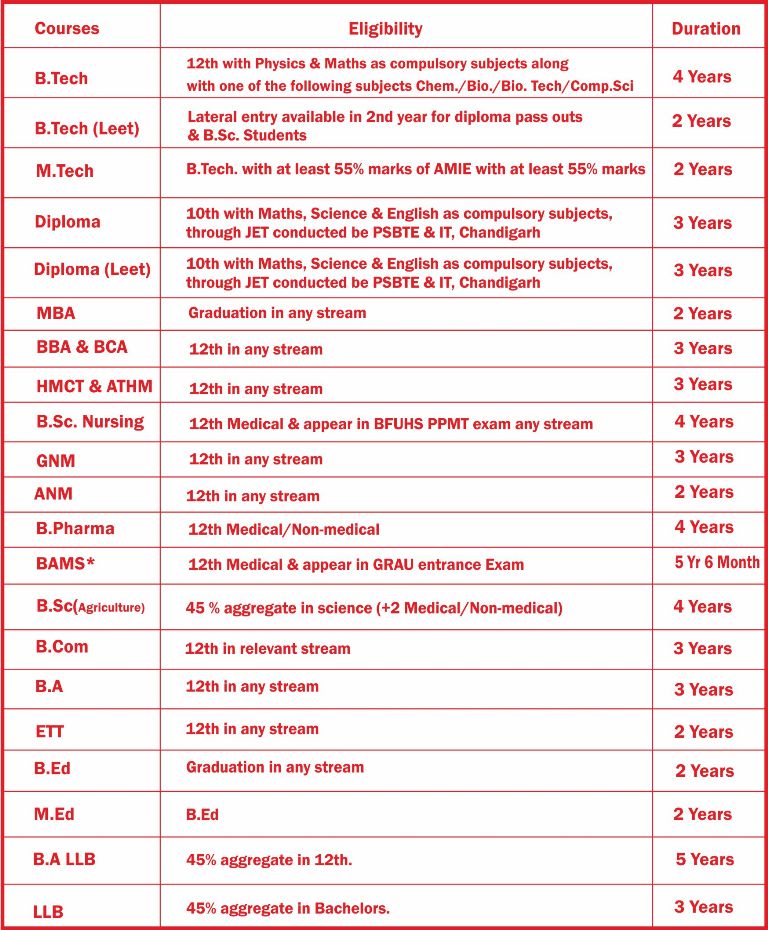 Courses Eligibility Duration
B.Tech 12th with Physics & Maths as compulsory subjects along
with one of the following subjects Chem./Bio./Bio. Tech/Comp.Sci 4 Years
B.Tech (Leet) Lateral entry available in 2nd year for diploma pass outs
& B.Sc. Students 2 Years
M.Tech B.Tech. with at least 55% marks of AMIE with at least 55% marks 2 Years
Diploma 10th with Maths, Science & English as compulsory subjects,
through JET conducted be PSBTE & IT, Chandigarh 3 Years
Diploma (Leet) 10th with Maths, Science & English as compulsory subjects,
through JET conducted be PSBTE & IT, Chandigarh 3 Years
MBA Graduation in any stream 2 Years
BBA & BCA 12th in any stream 3 Years
HMCT & ATHM 12th in any stream 3 Years
B.Sc. Nursing 12th Medical & appear in BFUHS PPMT exam any stream 4 Years
GNM 12th in any stream 3 Years
ANM 12th in any stream 2 Years
B.Pharma 12th Medical/Non-medical 4 Years
BAMS* 12th Medical & appear in GRAU entrance Exam 5 Yr 6 Month
B.Sc(Agriculture) 45 % aggregate in science (+2 Medical/Non-medical) 4 Years
B.Com 12th in relevant stream 3 Years
B.A 12th in any stream 3 Years
ETT 12th in any stream 2 Years
B.Ed Graduation in any stream 2 Years
M.Ed B.Ed 2 Years
B.A LLB 45% aggregate in 12th. 5 Years
LLB 45% aggregate in Bachelors. 3 Years